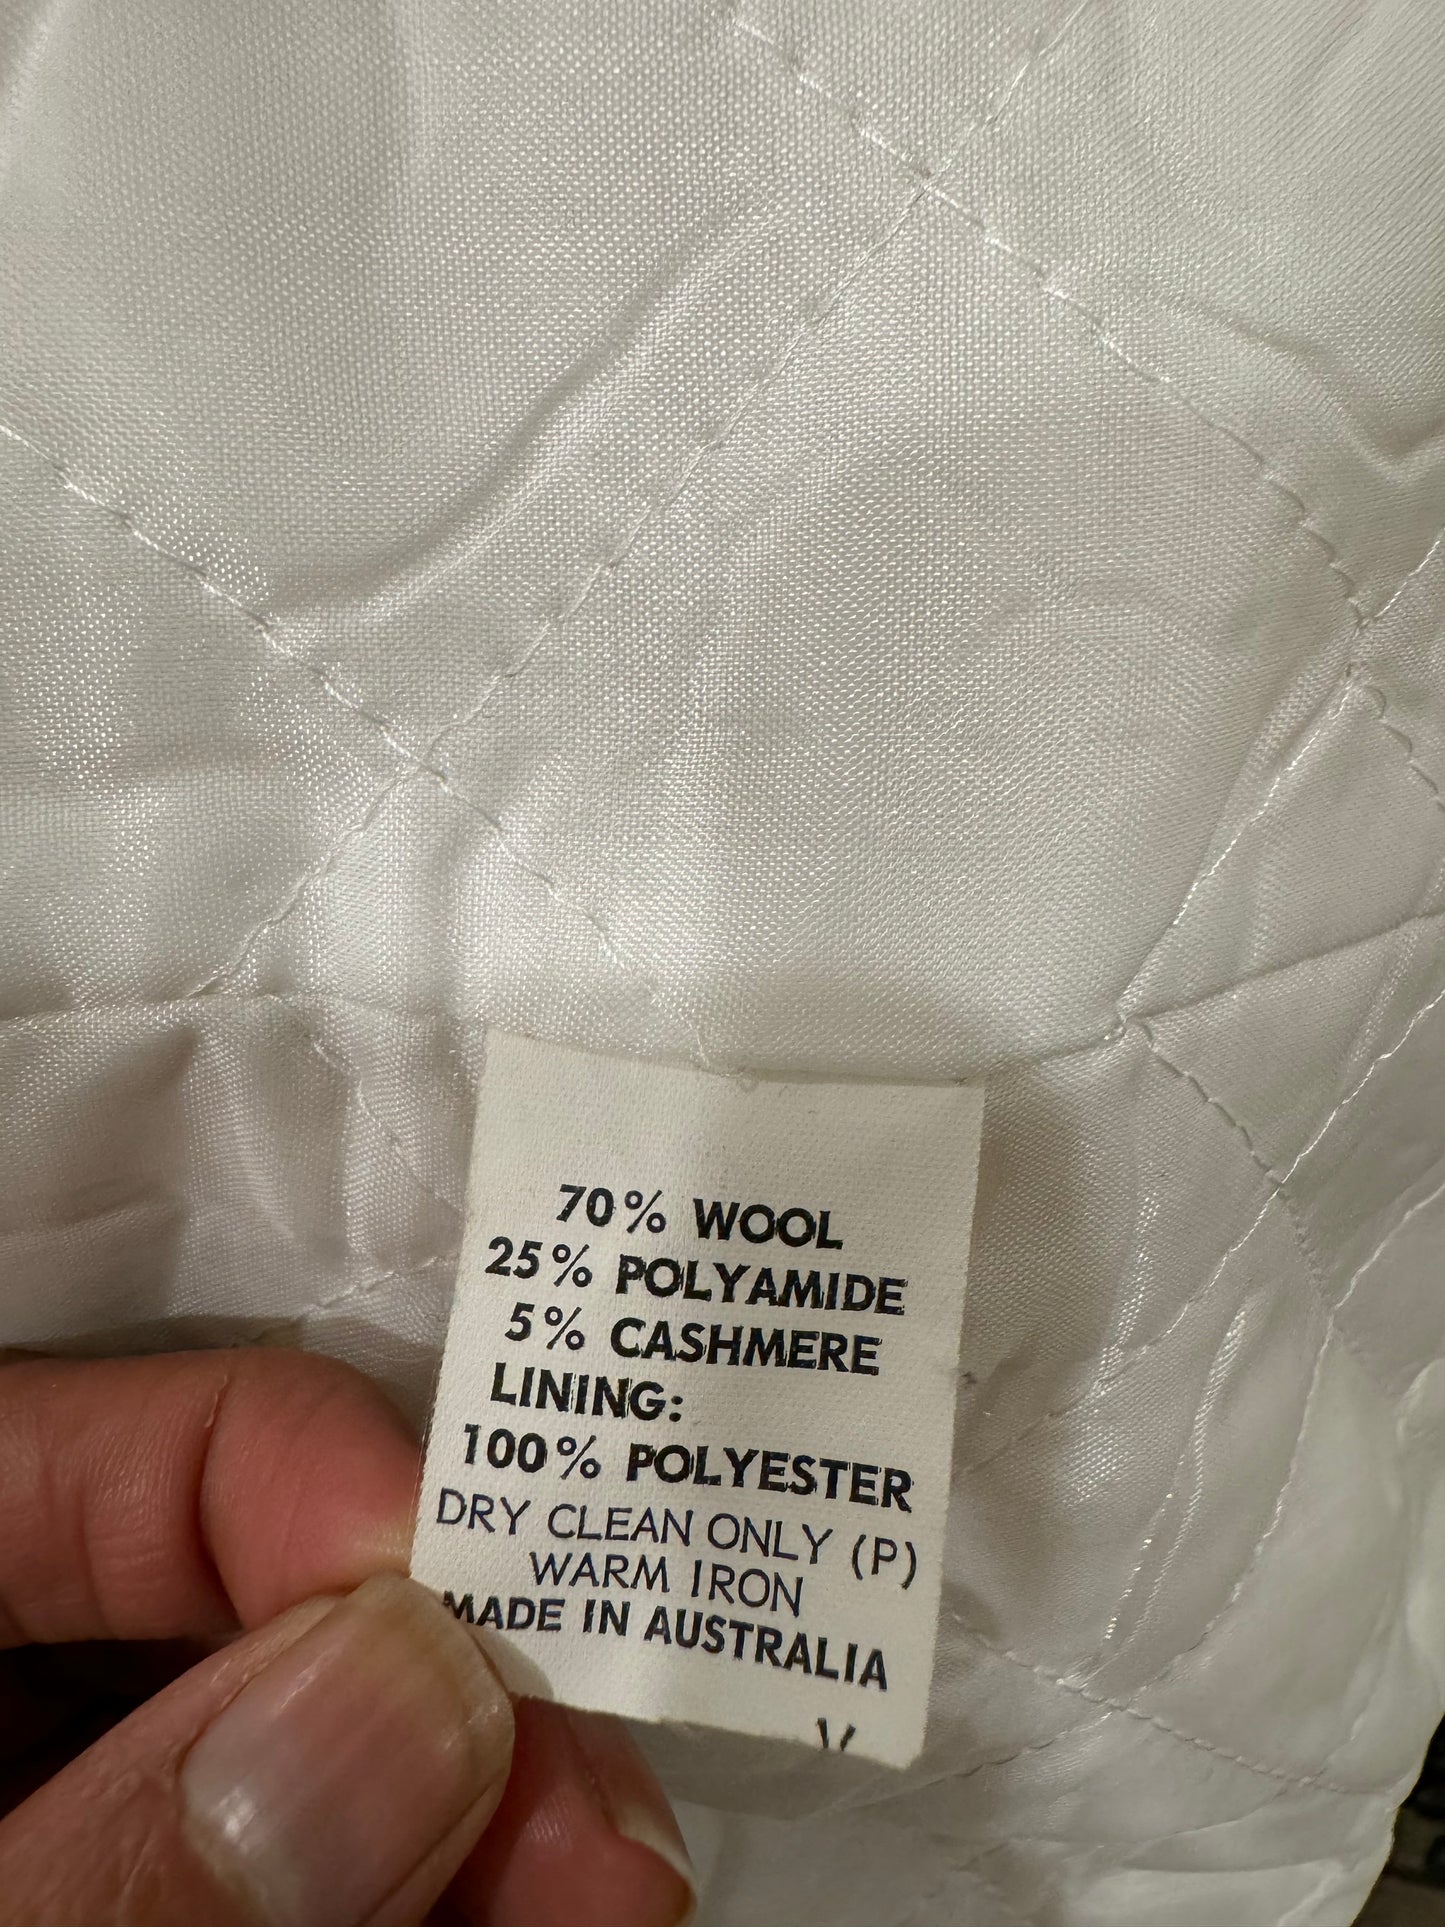 70% WOOL
25% POLYAMIDE
5% CASHMERE
LINING:
100% POLYESTER
DRY CLEAN ONLY (P)
WARM IRON
MADE IN AUSTRALIA